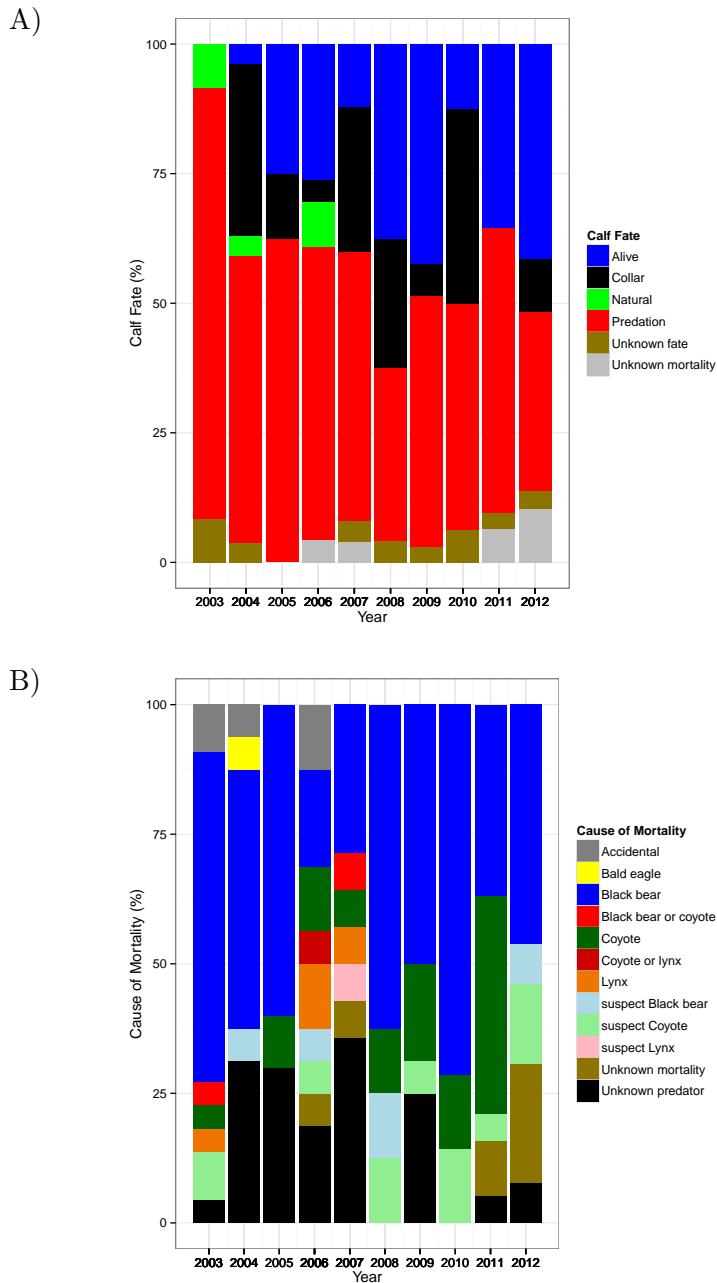 A)
100
75
50
25
0
Calf Fate (%)
2003 2004 2005 2006 2007 2008 2009 2010 2011 2012
Year
Calf Fate
Alive
Collar
Natural
Predation
Unknown fate
Unknown mortality
B)
100
75
50
25
0
Cause of Mortality (%)
2003 2004 2005 2006 2007 2008 2009 2010 2011 2012
Year
Cause of Mortality
Accidental
Bald eagle
Black bear
Black bear or coyote
Coyote
Coyote or lynx
Lynx
suspect Black bear
suspect Coyote
suspect Lynx
Unknown mortality
Unknown predator